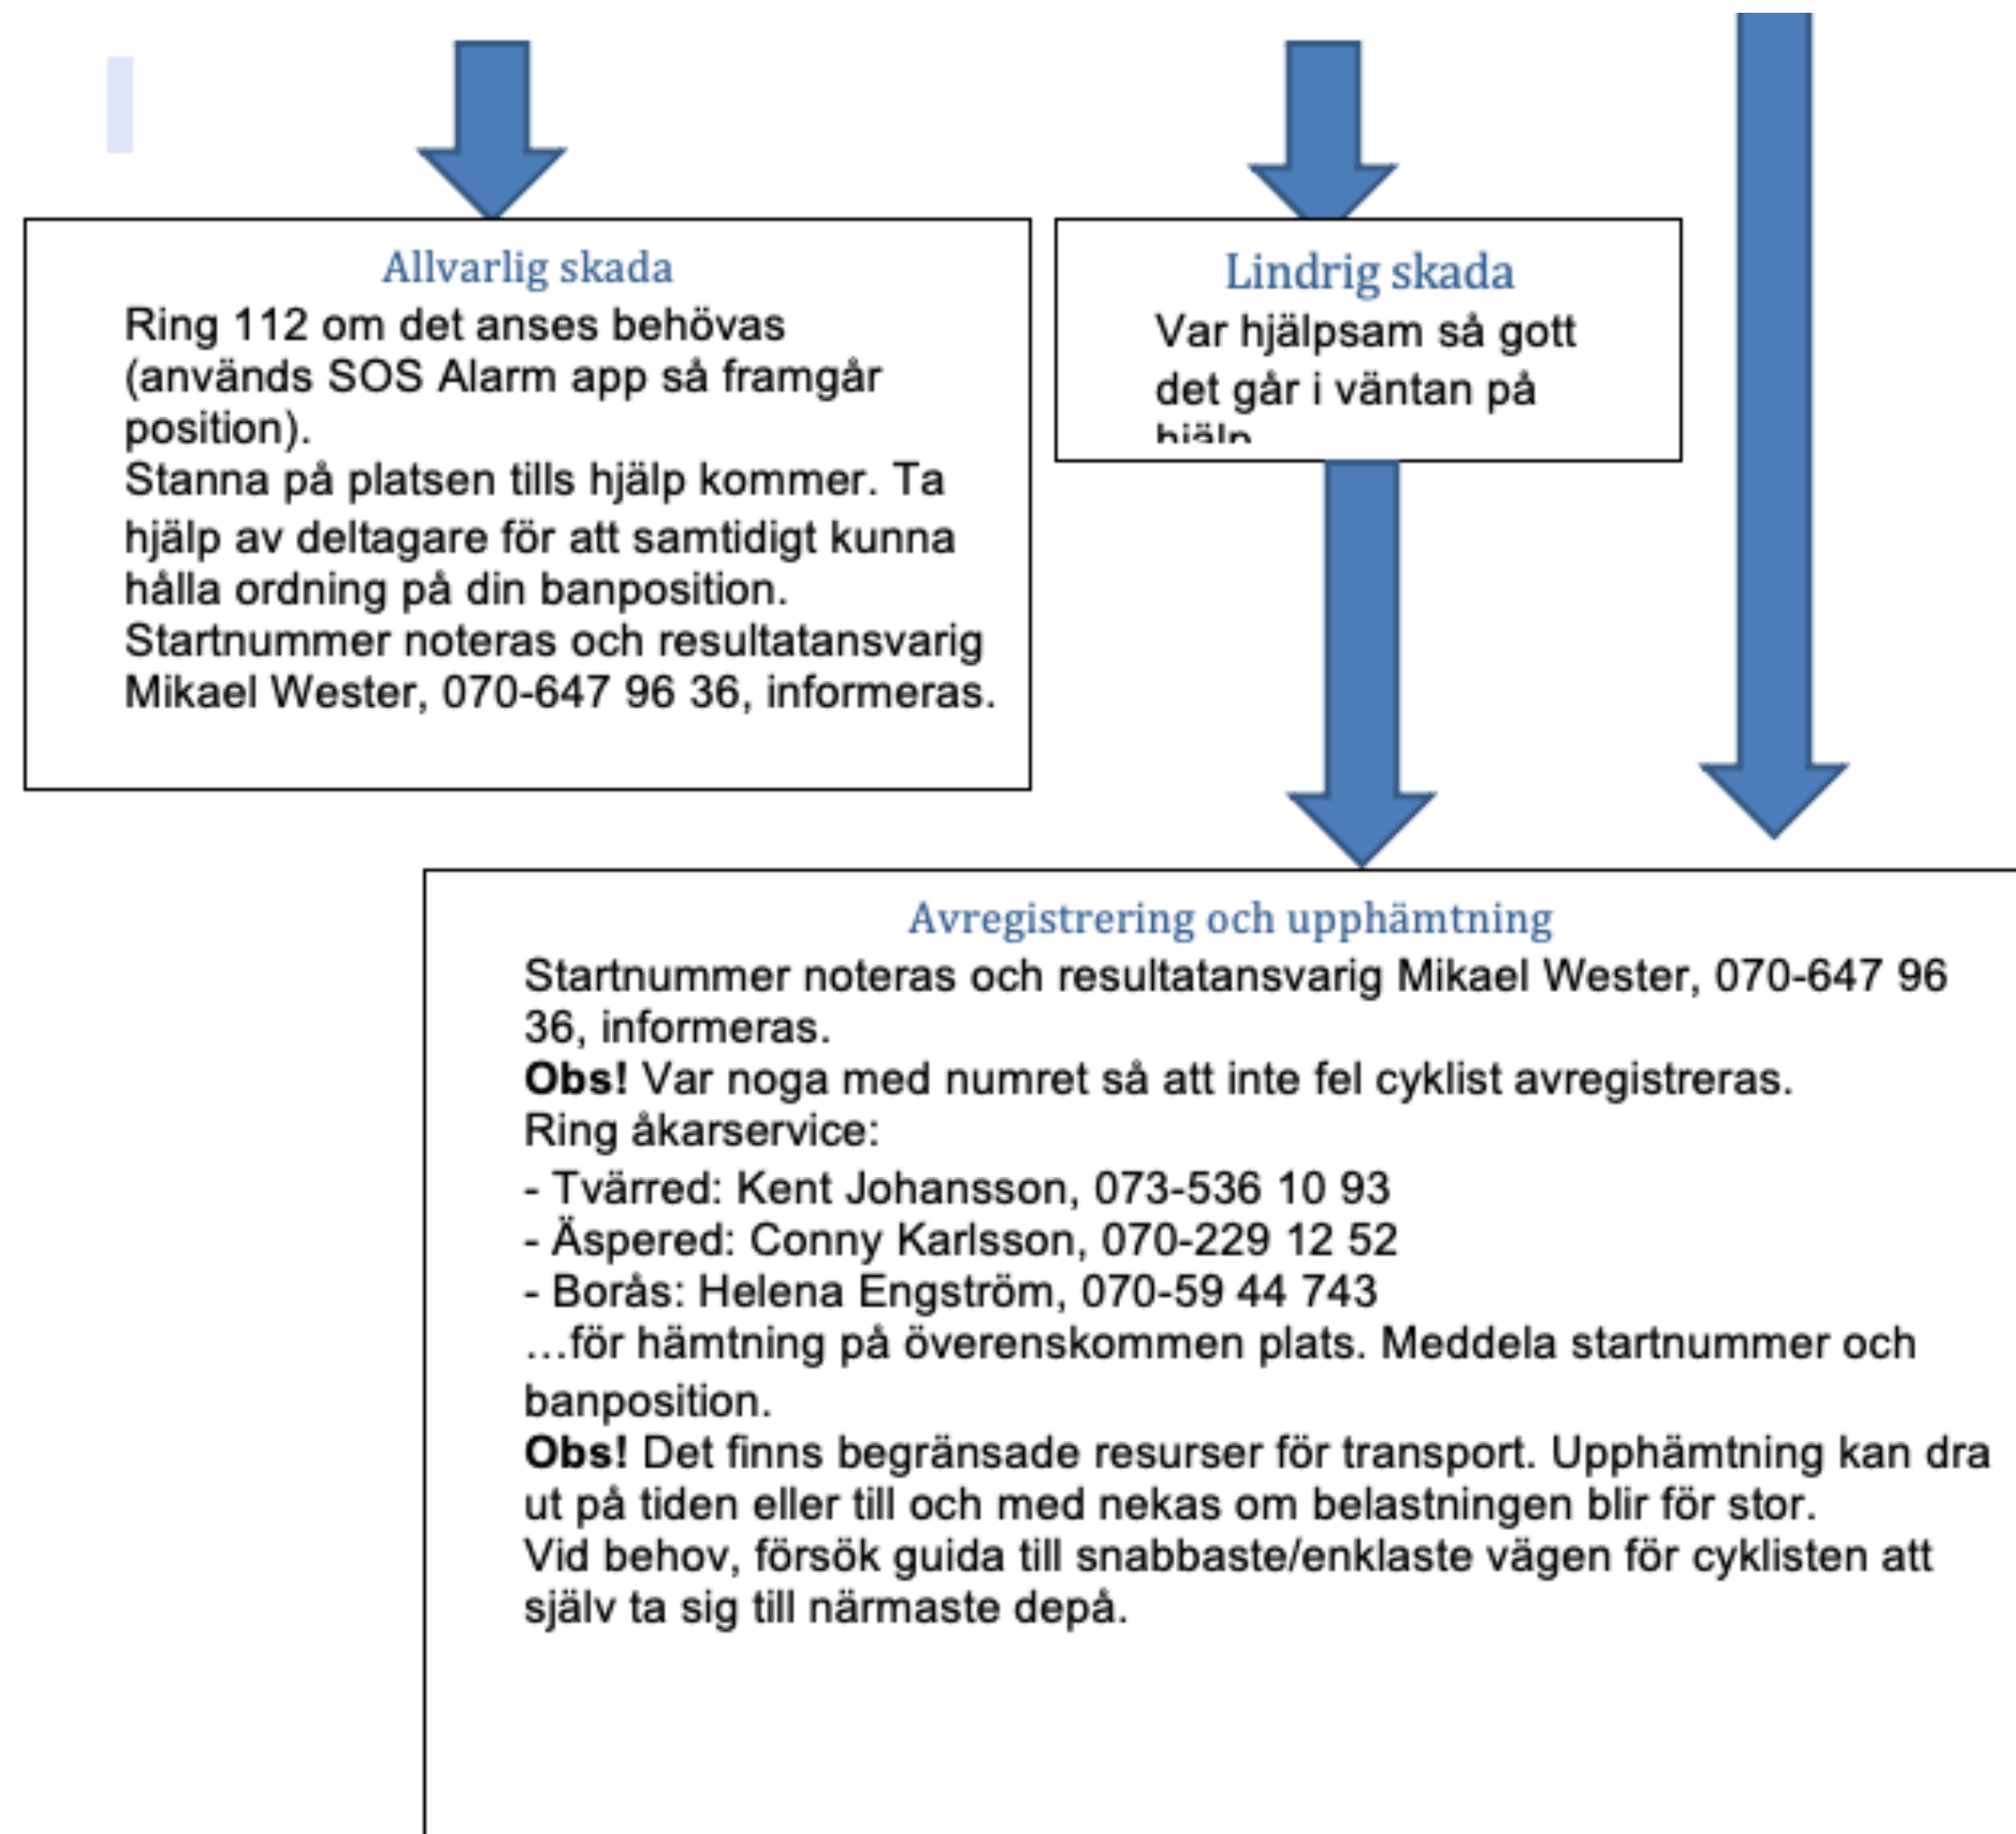 Allvarlig skada
Ring 112 om det anses behövas
(används SOS Alarm app så framgår
position).
Stanna på platsen tills hjälp kommer. Ta
hjälp av deltagare för att samtidigt kunna
hålla ordning på din banposition.
Startnummer noteras och resultatansvarig
Mikael Wester, 070-647 96 36, informeras.
Lindrig skada
Var hjälpsam så gott
det går i väntan på
hjälp
Avregistrering och upphämtning
Startnummer noteras och resultatansvarig Mikael Wester, 070-647 96
36, informeras.
Obs! Var noga med numret så att inte fel cyklist avregistreras.
Ring åkarservice:
- Tvärred: Kent Johansson, 073-536 10 93
- Äspered: Conny Karlsson, 070-229 12 52
- Borås: Helena Engström, 070-59 44 743
…för hämtning på överenskommen plats. Meddela startnummer och
banposition.
Obs! Det finns begränsade resurser för transport. Upphämtning kan dra
ut på tiden eller till och med nekas om belastningen blir för stor.
Vid behov, försök guida till snabbaste/enklaste vägen för cyklisten att
själv ta sig till närmaste depå.